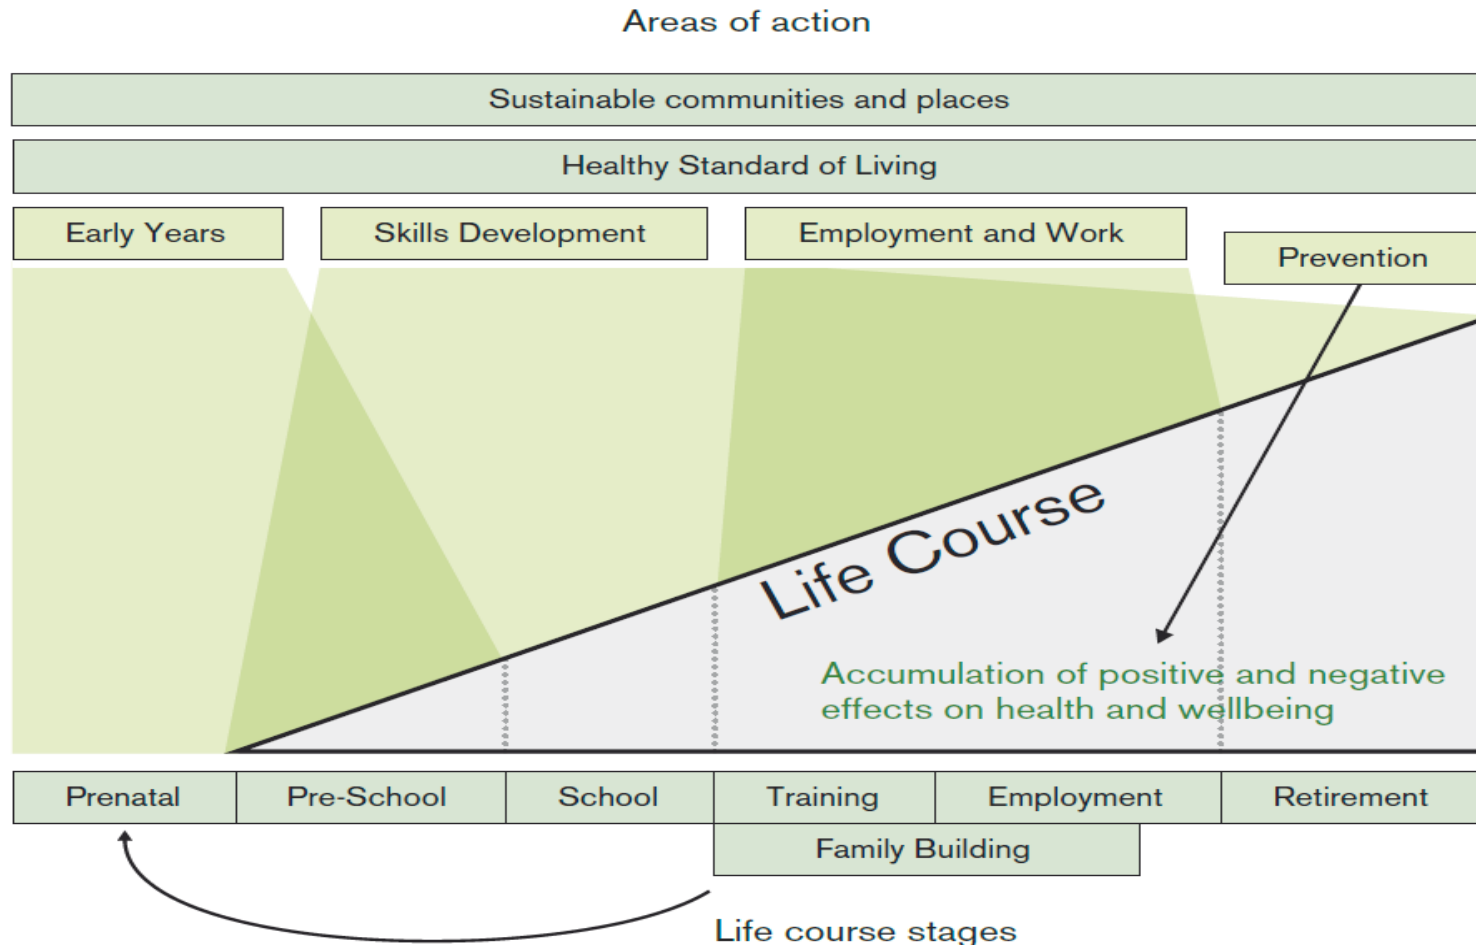 Areas of action
Sustainable communities and places
Healthy Standard of Living
Early Years
Skills Development
Employment and Work
Prevention
Life Course
Accumulation of positive and negative
effects on health and wellbeing
Prenatal
Pre-School
School
Training
Employment
Retirement
Family Building
Life course stages